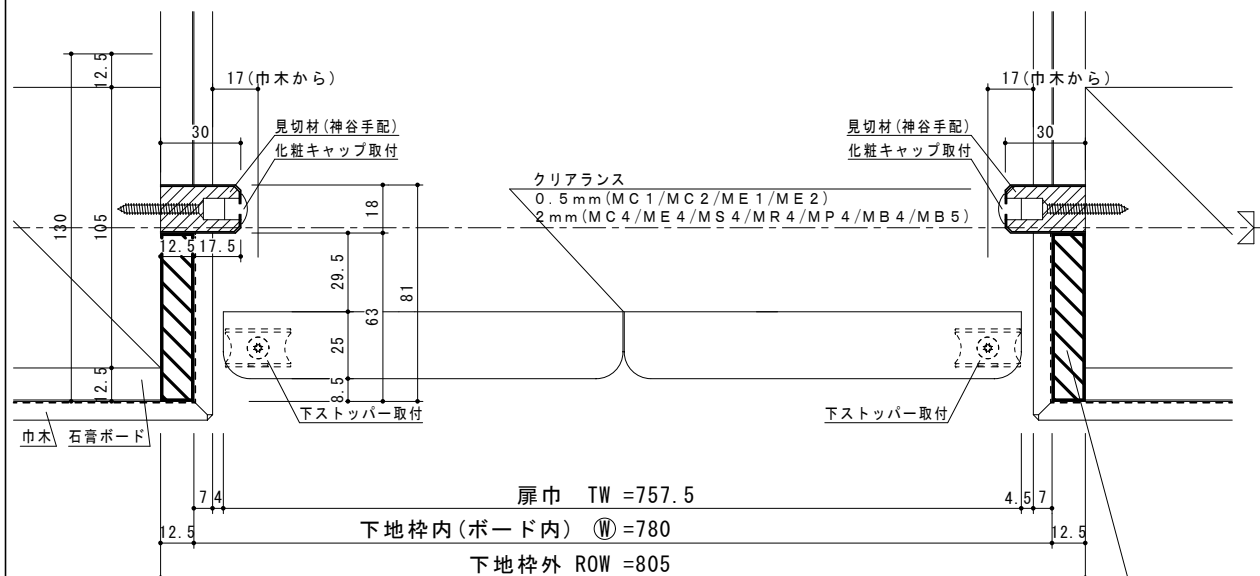 12.5
17(巾木から)
17(巾木から)
30
見切材(神谷手配)
化粧キャップ取付
見切材(神谷手配)
化粧キャップ取付
30
クリアランス
0.5mm(MC1/MC2/ME1/ME2)
2mm(MC4/ME4/MS4/MR4/MP4/MB4/MB5)
130
105
18
12.5
17.5
29.5
63
81
25
8.5
12.5
下ストッパー取付
下ストッパー取付
巾木
石膏ボード
7
4
扉巾 TW =757.5
4.5
7
12.5
下地枠内(ボード内) Ⓦ =780
12.5
下地枠外 ROW =805